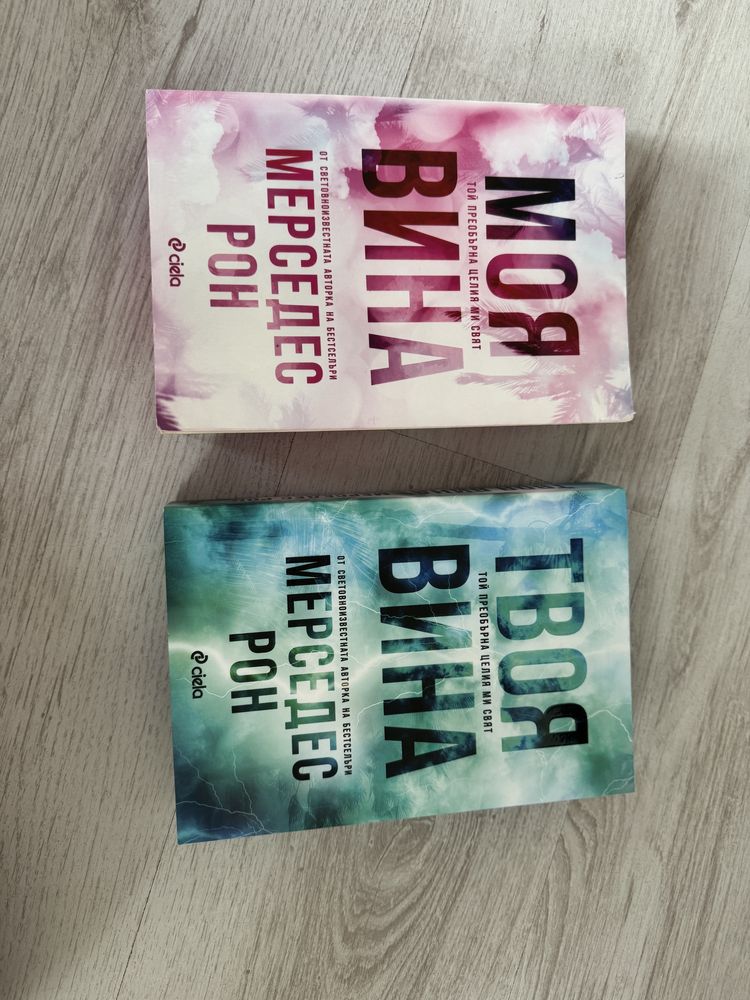 МОЯ
ТОЙ ПРЕОБЪРНА ЦЕЛИЯ МИ СВЯТ
ВИНА
ОТ СВЕТОВНОИЗВЕСТНАТА АВТОРКА НА БЕСТСЕЛЪРИ
МЕРСЕДЕС
РОН
ciela
ТВОЯ
ТОЙ ПРЕОБЪРНА ЦЕЛИЯ МИ СВЯТ
ВИНА
ОТ СВЕТОВНОИЗВЕСТНАТА АВТОРКА НА БЕСТСЕЛЪРИ
МЕРСЕДЕС
РОН
ciela